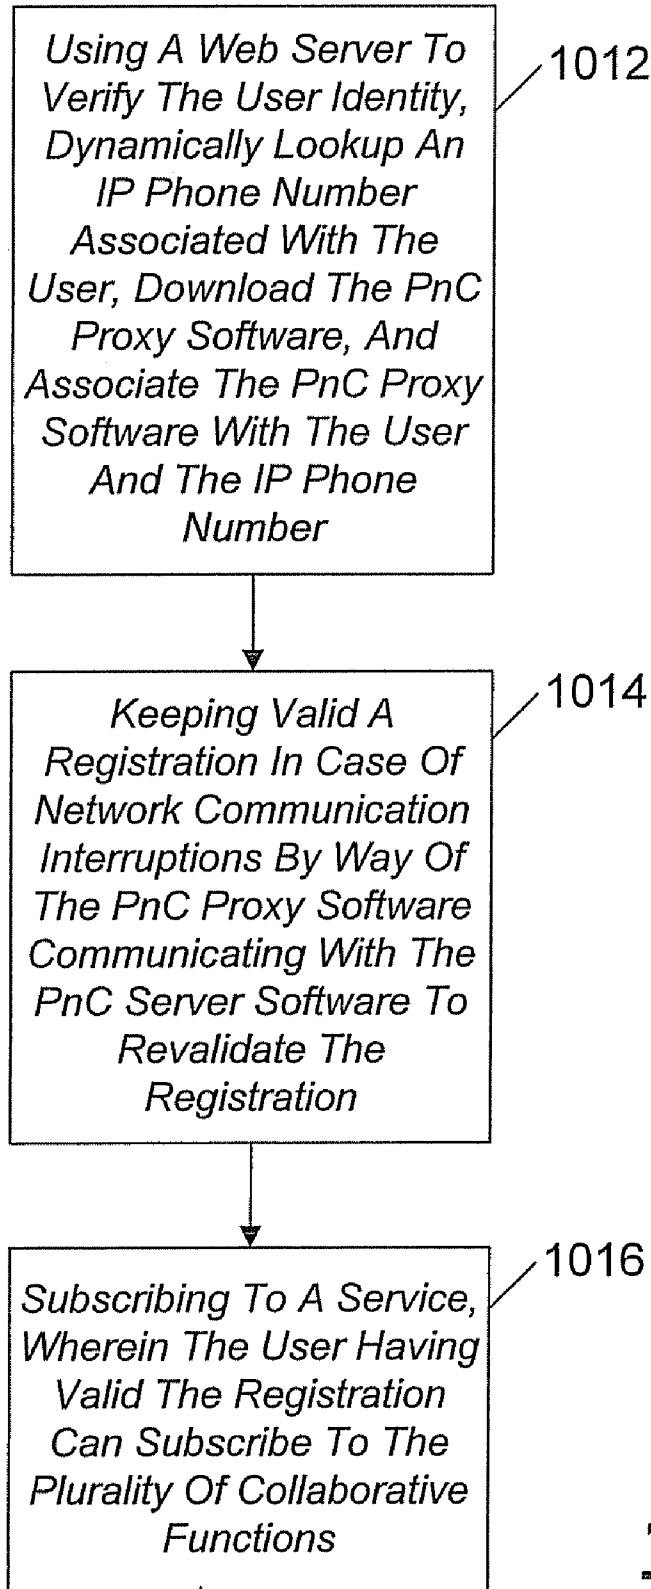 Using A Web Server To
Verify The User Identity,
Dynamically Lookup An
IP Phone Number
Associated With The
User, Download The PnC
Proxy Software, And
Associate The PnC Proxy
Software With The User
And The IP Phone
Number
1012
Keeping Valid A
Registration In Case Of
Network Communication
Interruptions By Way Of
The PnC Proxy Software
Communicating With The
PnC Server Software To
Revalidate The
Registration
1014
Subscribing To A Service,
Wherein The User Having
Valid The Registration
Can Subscribe To The
Plurality Of Collaborative
Functions
1016